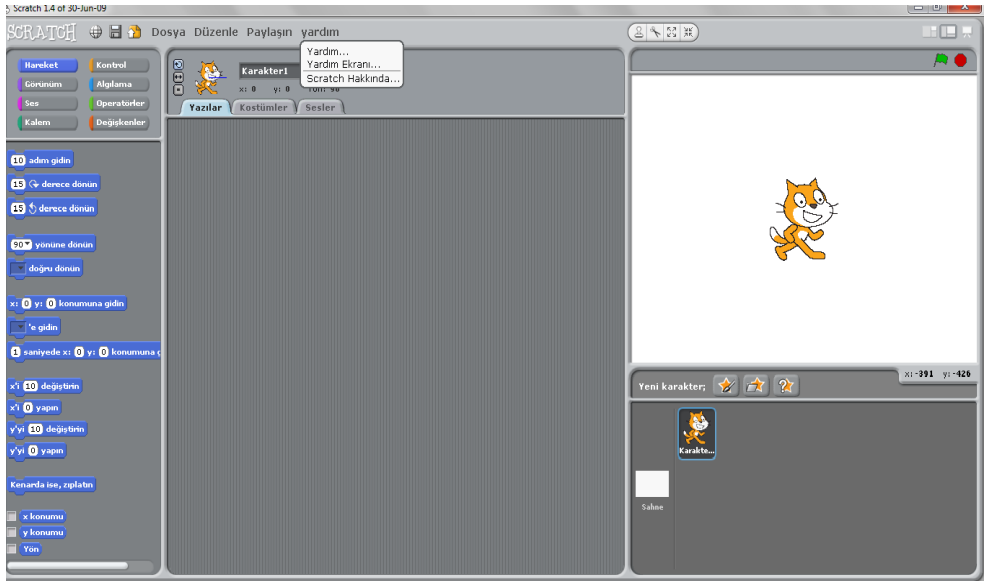 Scratch 1.4 of 30-Jun-09
SCRATCH Dosya Düzenle Paylaşın yardım
Yardım...
Yardım Ekranı...
Scratch Hakkında...
Hareket Kontrol
Görünüm Algılama
Ses Operatörler
Kalem Değişkenler
Karakter1
x: 0 y: 0 Yön: 90
Yazılar Kostümler Sesler
10 adım gidin
15 derece dönün
15 derece dönün
90 yönüne dönün
doğru dönün
x: 0 y: 0 konumuna gidin
'e gidin
1 saniyede x: 0 y: 0 konumuna g
x'i 10 değiştirin
x'i 0 yapın
y'yi 10 değiştirin
y'yi 0 yapın
Kenarda ise, zıplatın
x konumu
y konumu
Yön
x: -391 y: -426
Yeni karakter;
Karakte...
Sahne